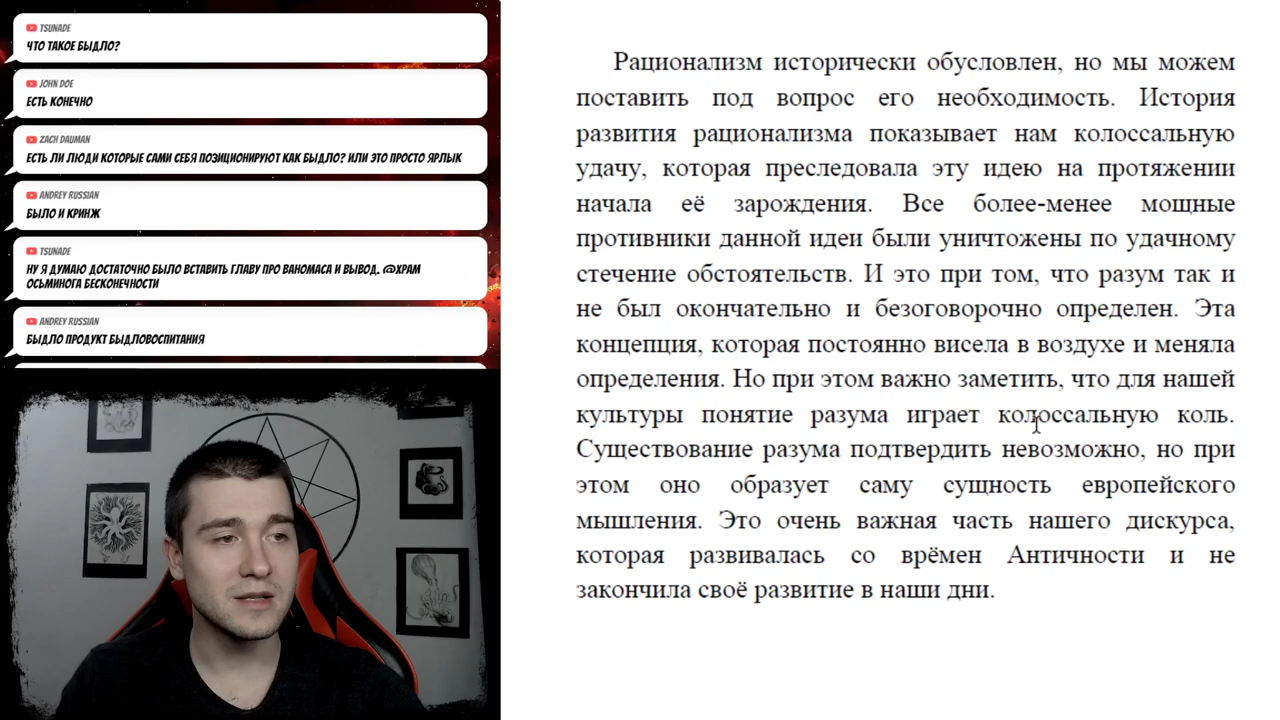 TSUNADE
ЧТО ТАКОЕ БЫДЛО?
JOHN DOE
ЕСТЬ КОНЕЧНО
ZACH DAUMAN
ЕСТЬ ЛИ ЛЮДИ КОТОРЫЕ САМИ СЕБЯ ПОЗИЦИОНИРУЮТ КАК БЫДЛО? ИЛИ ЭТО ПРОСТО ЯРЛЫК
ANDREY RUSSIAN
БЫЛО И КРИНЖ
TSUNADE
НУ Я ДУМАЮ ДОСТАТОЧНО БЫЛО ВСТАВИТЬ ГЛАВУ ПРО ВАНОМАСА И ВЫВОД. @ХРАМ
ОСЬМИНОГА БЕСКОНЕЧНОСТИ
ANDREY RUSSIAN
БЫДЛО ПРОДУКТ БЫДЛОВОСПИТАНИЯ
Рационализм исторически обусловлен, но мы можем
поставить под вопрос его необходимость. История
развития рационализма показывает нам колоссальную
удачу, которая преследовала эту идею на протяжении
начала её зарождения. Все более-менее мощные
противники данной идеи были уничтожены по удачному
стечение обстоятельств. И это при том, что разум так и
не был окончательно и безоговорочно определен. Эта
концепция, которая постоянно висела в воздухе и меняла
определения. Но при этом важно заметить, что для нашей
культуры понятие разума играет колоссальную коль.
Существование разума подтвердить невозможно, но при
этом оно образует саму сущность европейского
мышления. Это очень важная часть нашего дискурса,
которая развивалась со врёмен Античности и не
закончила своё развитие в наши дни.